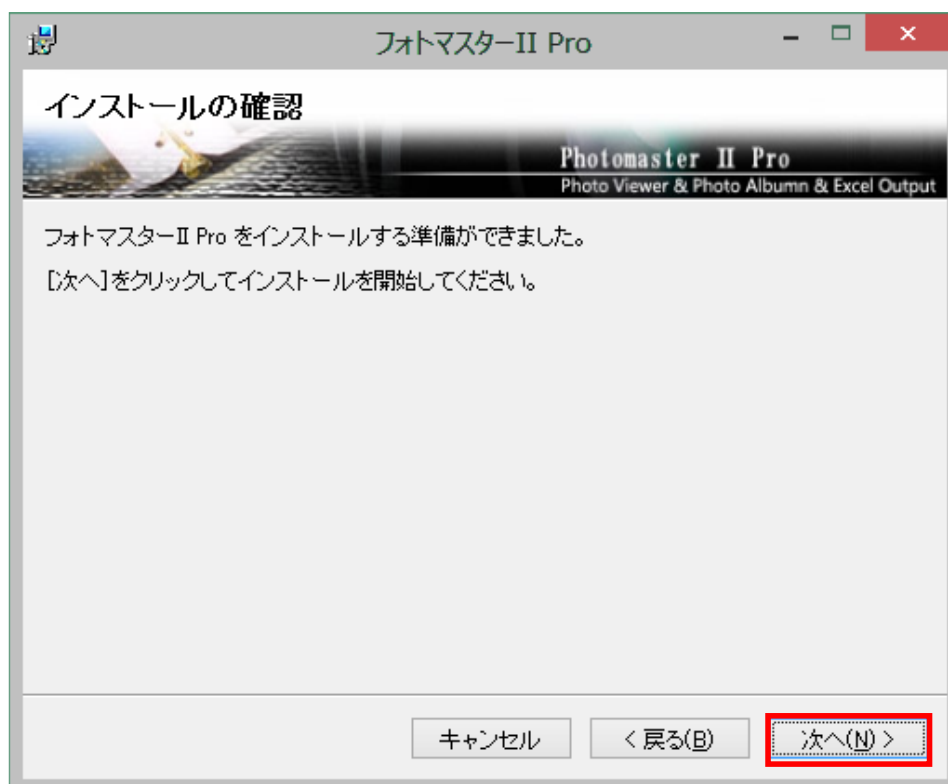 フォトマスターII Pro
インストールの確認
Photomaster II Pro
Photo Viewer & Photo Albumn & Excel Output
フォトマスターⅡ Pro をインストールする準備ができました。
[次へ]をクリックしてインストールを開始してください。
キャンセル
< 戻る(B)
次へ(N) >